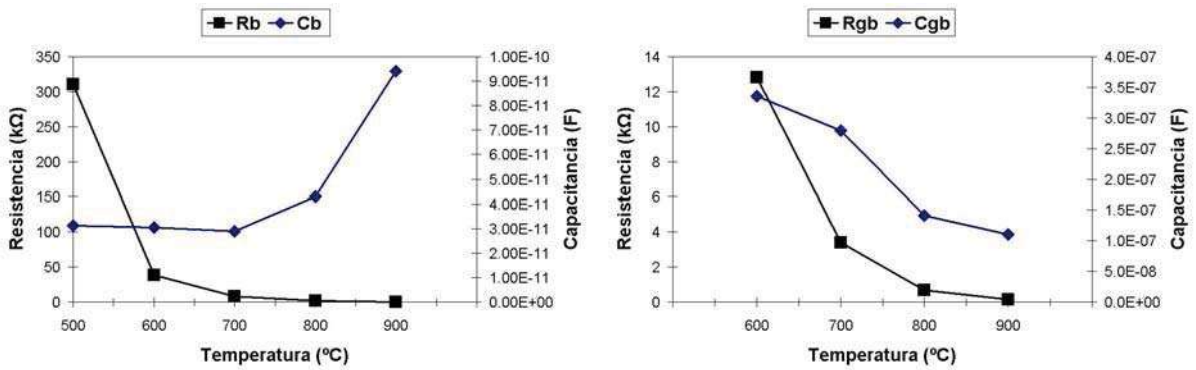 Rb Cb
350
300
250
200
150
100
50
0
Resistencia (kΩ)
1.00E-10
9.00E-11
8.00E-11
7.00E-11
6.00E-11
5.00E-11
4.00E-11
3.00E-11
2.00E-11
1.00E-11
0.00E+00
Capacitancia (F)
500 600 700 800 900
Temperatura (ºC)
Rgb Cgb
14
12
10
8
6
4
2
0
Resistencia (kΩ)
4.0E-07
3.5E-07
3.0E-07
2.5E-07
2.0E-07
1.5E-07
1.0E-07
5.0E-08
0.0E+00
Capacitancia (F)
600 700 800 900
Temperatura (ºC)